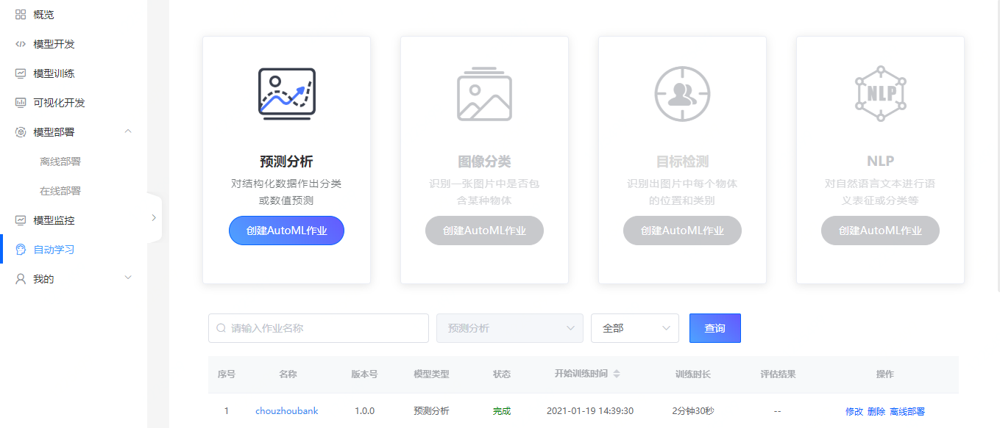 概览
模型开发
模型训练
可视化开发
模型部署
离线部署
在线部署
模型监控
自动学习
我的
预测分析
对结构化数据作出分类
或数值预测
创建AutoML作业
图像分类
识别一张图片中是否包
含某种物体
创建AutoML作业
目标检测
识别出图片中每个物体
的位置和类别
创建AutoML作业
NLP
NLP
对自然语言文本进行语
义表征或分类等
创建AutoML作业
请输入作业名称 预测分析 全部 查询
序号 名称 版本号 模型类型 状态 开始训练时间 训练时长 评估结果 操作
1 chouzhoubank 1.0.0 预测分析 完成 2021-01-19 14:39:30 2分钟30秒 -- 修改 删除 离线部署